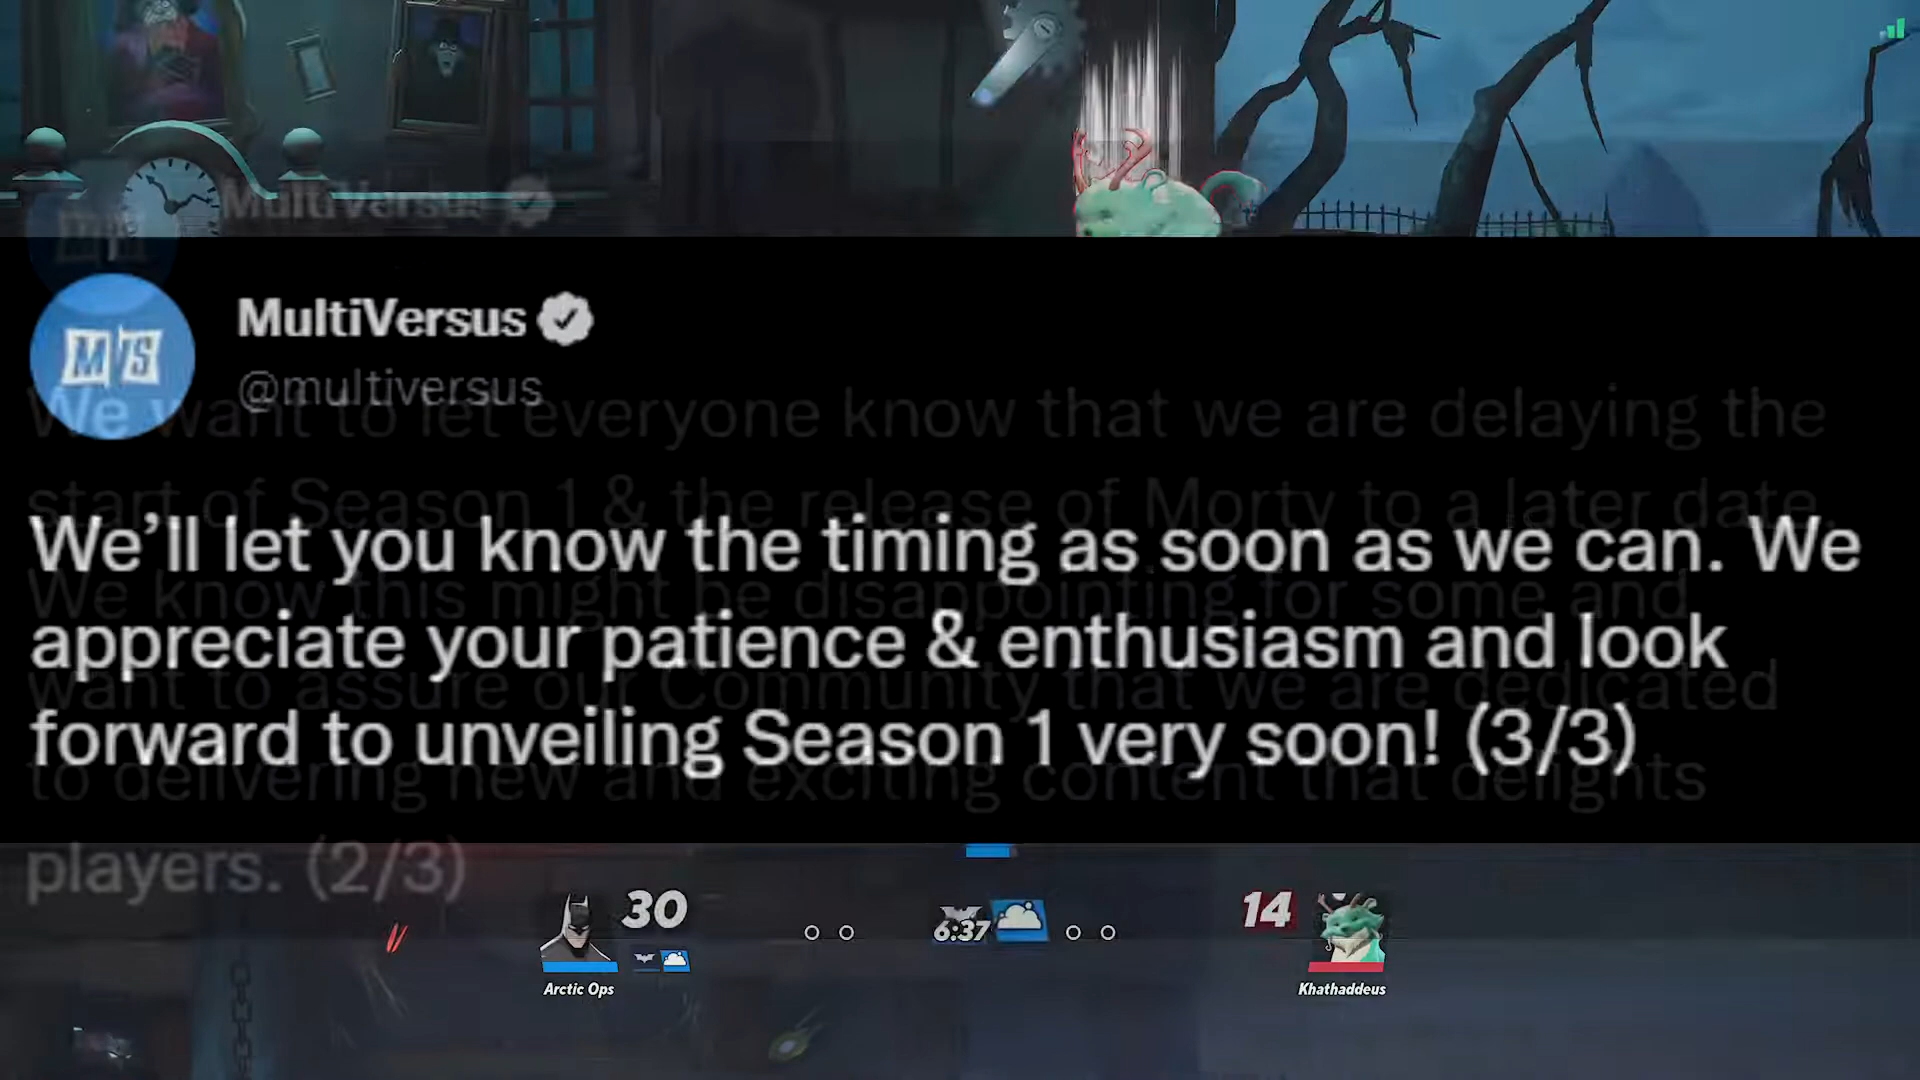 MultiVersus
MVS
MultiVersus
@multiversus
We want to let everyone know that we are delaying the
start of Season 1 & the release of Morty to a later date.
We'll let you know the timing as soon as we can. We
We know this might be disappointing for some and
appreciate your patience & enthusiasm and look
want to assure our Community that we are dedicated
forward to unveiling Season 1 very soon! (3/3)
to delivering new and exciting content that delights
players. (2/3)
30
6:37
14
Arctic Ops
Khathaddeus